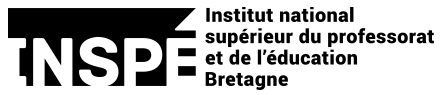 INSPÉ
Institut national
supérieur du professorat
et de l'éducation
Bretagne